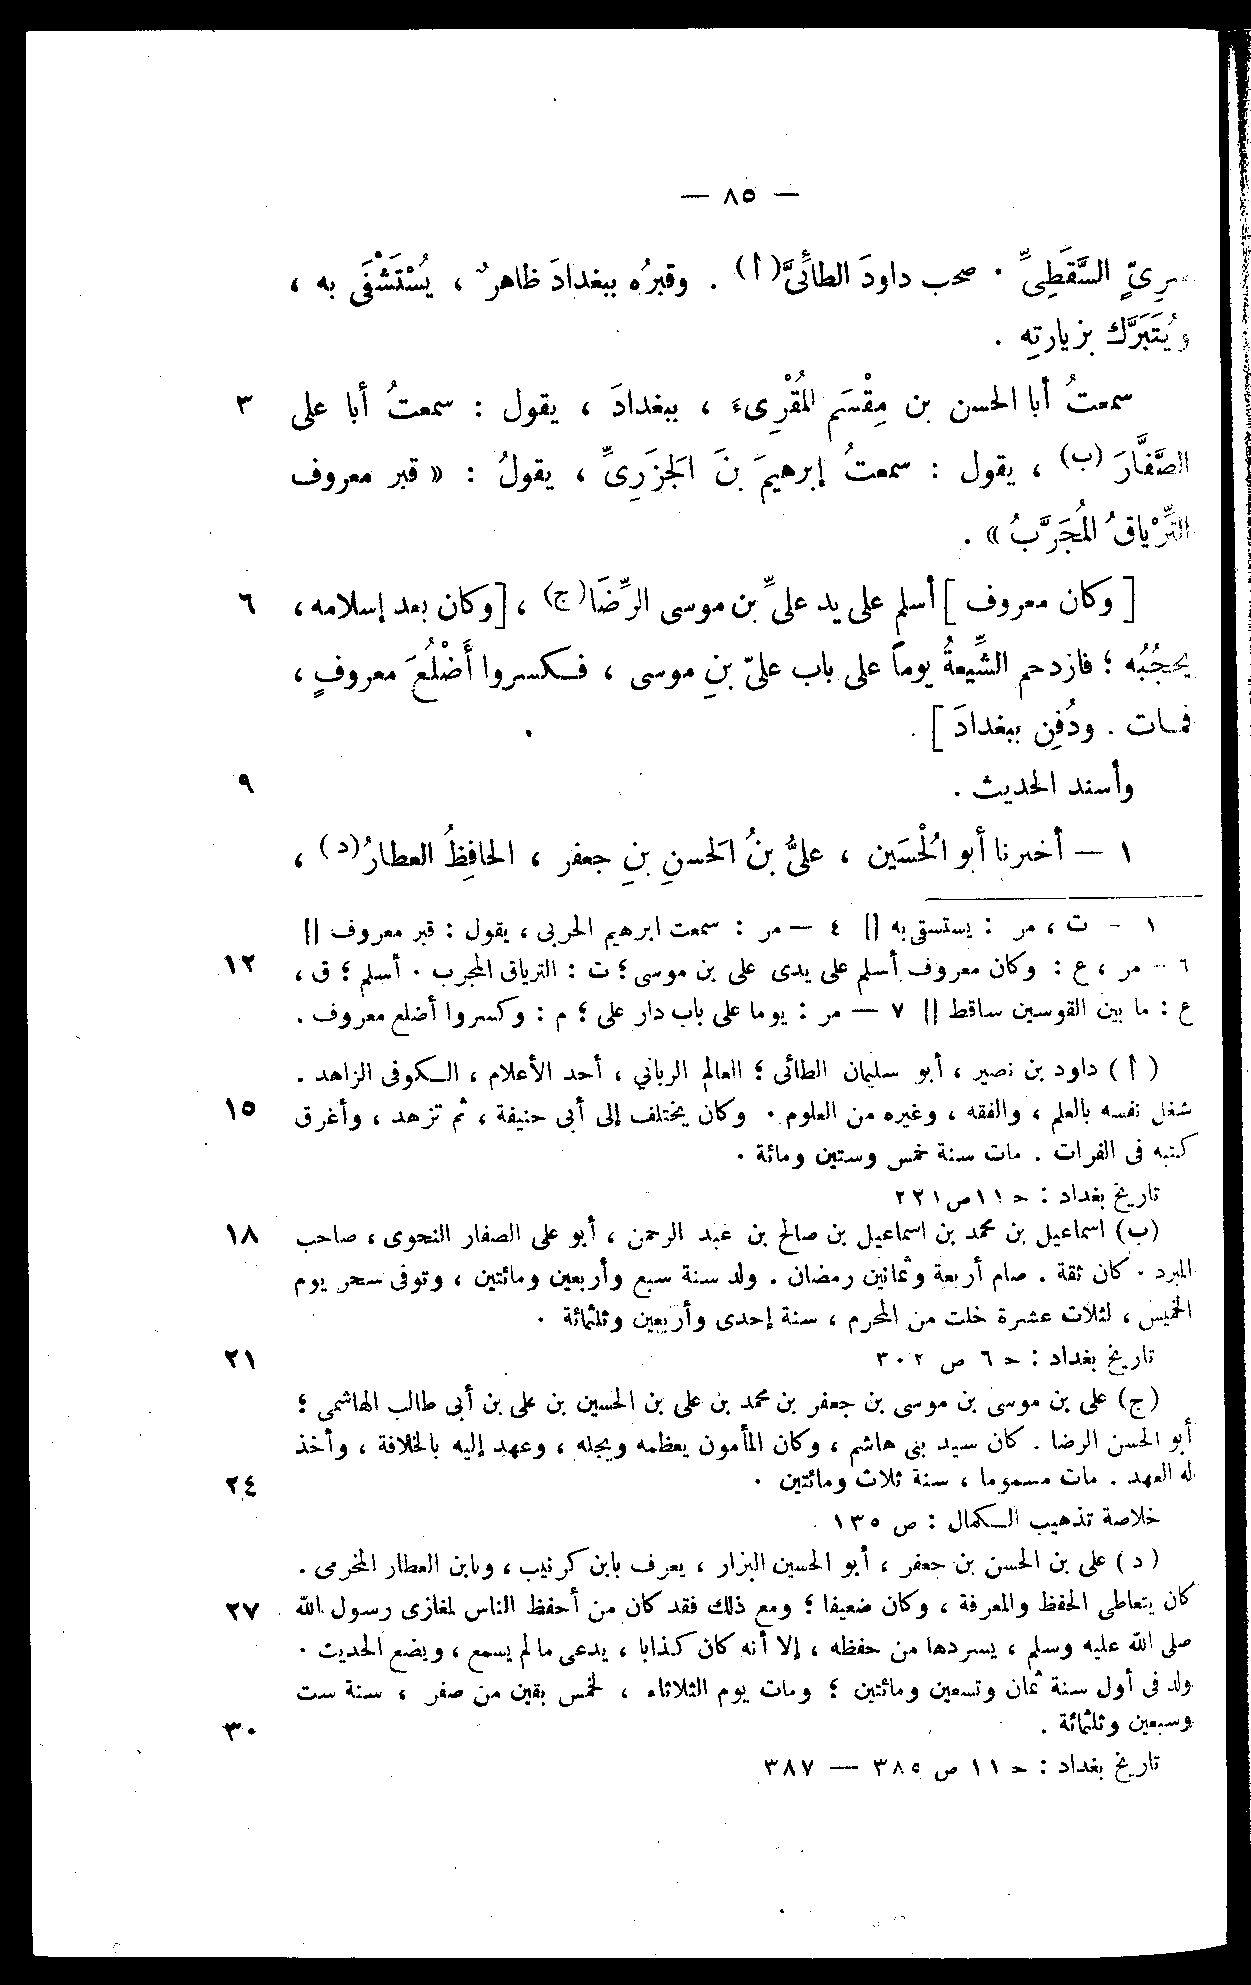 — ٨٥ —
سرِىّ السَّقَطِىِّ . صحب داودَ الطائىَّ (أ) . وقبرُه ببغدادَ ظاهرٌ ، يُسْتَشْفَى به ،
ويُتَبَرَّك بزيارتِه .
سمعتُ أبا الحسن بن مِقْسَم المُقْرِىءَ ، ببغدادَ ، يقول : سمعتُ أبا على ٣
الصَّفَّارَ (ب) ، يقول : سمعتُ إبرهيمَ بنَ الجَزَرِىِّ ، يقولُ : « قبر معروف
التِّرْياقُ المُجَرَّبُ » .
[ وكان معروف ] أسلم على يد علىِّ بن موسى الرِّضَا (ج) ، [ وكان بعد إسلامه ، ٦
يحجُبُه ؛ فازدحم الشِّيعةُ يوماً على باب علىّ بنِ موسى ، فكسروا أَضْلُعَ معروفٍ ،
فمات . ودُفِن ببغدادَ ] .
وأسند الحديث . ٩
١ — أخبرنا أبو الحُسَين ، علىُّ بنُ الحَسنِ بنِ جعفر ، الحافِظُ العطارُ (د) ،
١ - ت ، مر : يستسقى به || ٤ — مر : سمعت ابرهيم الحربى ، يقول : قبر معروف ||
٦ - مر ، ع : وكان معروف أسلم على يدى على بن موسى ؛ ت : الترياق المجرب . أسلم ؛ ق ، ١٢
ع : ما بين القوسين ساقط || ٧ — مر : يوما على باب دار على ؛ م : وكسروا أضلع معروف .
( أ ) داود بن نصير ، أبو سليمان الطائى ؛ العالم الربانى ، أحد الأعلام ، الكوفى الزاهد .
شغل نفسه بالعلم ، والفقه ، وغيره من العلوم . وكان يختلف إلى أبى حنيفة ، ثم تزهد ، وأغرق ١٥
كتبه فى الفرات . مات سنة خمس وستين ومائة .
تاريخ بغداد : ح ١١ ص ٢٢١
(ب) اسماعيل بن محمد بن اسماعيل بن صالح بن عبد الرحمن ، أبو على الصفار النحوى ، صاحب ١٨
المبرد . كان ثقة . صام أربعة وثمانين رمضان . ولد سنة سبع وأربعين ومائتين ، وتوفى سحر يوم
الخميس ، لثلاث عشرة خلت من المحرم ، سنة إحدى وأربعين وثلثمائة .
تاريخ بغداد : ح ٦ ص ٣٠٢ ٢١
(ج) على بن موسى بن موسى بن جعفر بن محمد بن على بن الحسين بن على بن أبى طالب الهاشمى ؛
أبو الحسن الرضا . كان سيد بنى هاشم ، وكان المأمون يعظمه ويجله ، وعهد إليه بالخلافة ، وأخذ
له العهد . مات مسموما ، سنة ثلاث ومائتين . ٢٤
خلاصة تذهيب الكمال : ص ١٣٥ .
( د ) على بن الحسن بن جعفر ، أبو الحسين البزار ، يعرف بابن كرنيب ، وبابن العطار المخرمى .
كان يتعاطى الحفظ والمعرفة ، وكان ضعيفا ؛ ومع ذلك فقد كان من أحفظ الناس لمغازى رسول الله ٢٧
صلى الله عليه وسلم ، يسردها من حفظه ، إلا أنه كان كذابا ، يدعى ما لم يسمع ، ويضع الحديث .
ولد فى أول سنة ثمان وتسعين ومائتين ؛ ومات يوم الثلاثاء ، لخمس بقين من صفر ، سنة ست
وسبعين وثلثمائة . ٣٠
تاريخ بغداد : ح ١١ ص ٣٨٥ — ٣٨٧